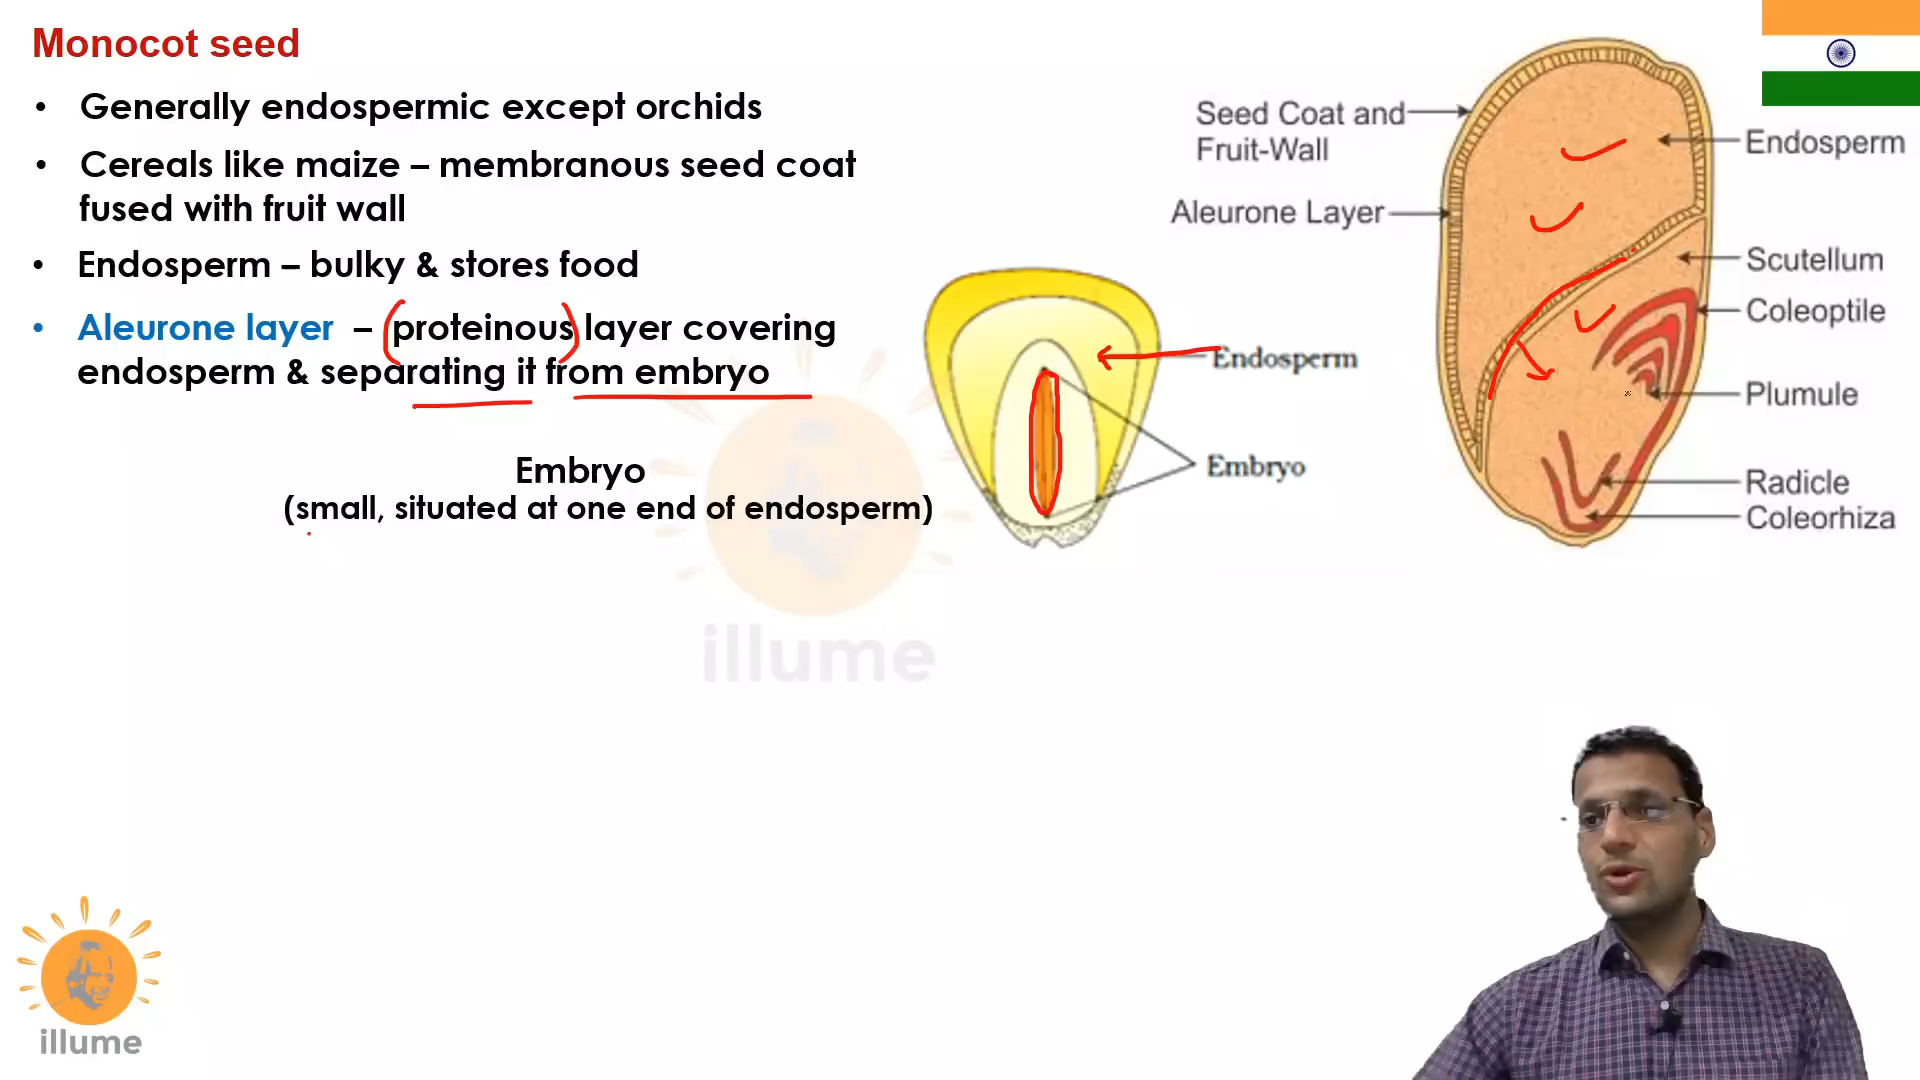 Monocot seed
• Generally endospermic except orchids
• Cereals like maize – membranous seed coat
fused with fruit wall
• Endosperm – bulky & stores food
• Aleurone layer – (proteinous) layer covering
endosperm & separating it from embryo
Embryo
(small, situated at one end of endosperm)
Endosperm
Embryo
Seed Coat and
Fruit-Wall
Aleurone Layer
Endosperm
Scutellum
Coleoptile
Plumule
Radicle
Coleorhiza
illume
illume